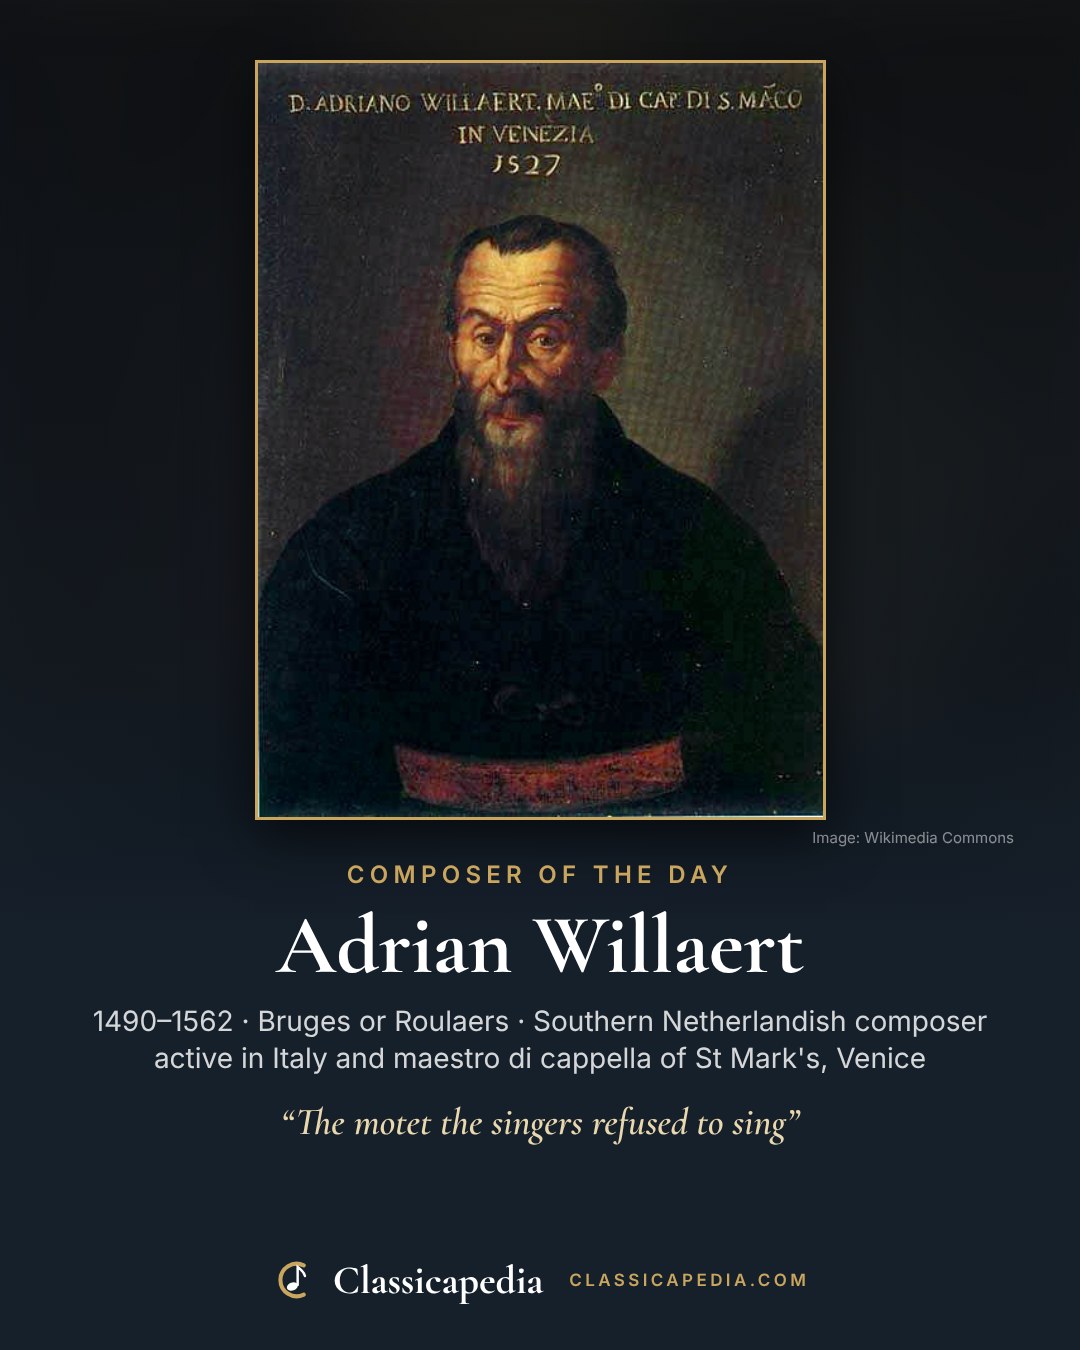 D. ADRIANO WILLAERT. MAEº DI CAP. DI S. MĀCO
IN VENEZIA
1527
Image: Wikimedia Commons
COMPOSER OF THE DAY
Adrian Willaert
1490–1562 · Bruges or Roulaers · Southern Netherlandish composer
active in Italy and maestro di cappella of St Mark's, Venice
“The motet the singers refused to sing”
Classicapedia CLASSICAPEDIA.COM